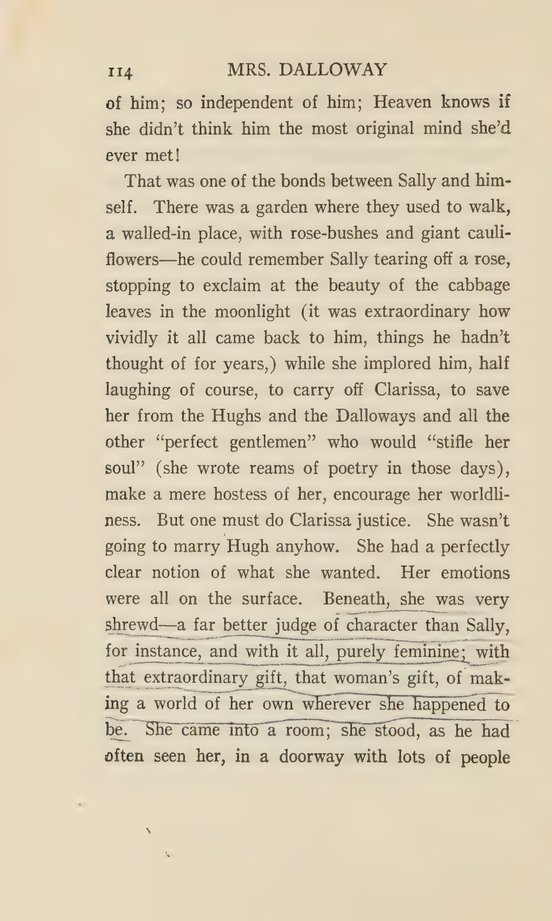 114 MRS. DALLOWAY
of him; so independent of him; Heaven knows if
she didn't think him the most original mind she'd
ever met!
That was one of the bonds between Sally and him-
self. There was a garden where they used to walk,
a walled-in place, with rose-bushes and giant cauli-
flowers—he could remember Sally tearing off a rose,
stopping to exclaim at the beauty of the cabbage
leaves in the moonlight (it was extraordinary how
vividly it all came back to him, things he hadn't
thought of for years,) while she implored him, half
laughing of course, to carry off Clarissa, to save
her from the Hughs and the Dalloways and all the
other “perfect gentlemen” who would “stifle her
soul” (she wrote reams of poetry in those days),
make a mere hostess of her, encourage her worldli-
ness. But one must do Clarissa justice. She wasn't
going to marry Hugh anyhow. She had a perfectly
clear notion of what she wanted. Her emotions
were all on the surface. Beneath, she was very
shrewd—a far better judge of character than Sally,
for instance, and with it all, purely feminine; with
that extraordinary gift, that woman's gift, of mak-
ing a world of her own wherever she happened to
be. She came into a room; she stood, as he had
often seen her, in a doorway with lots of people